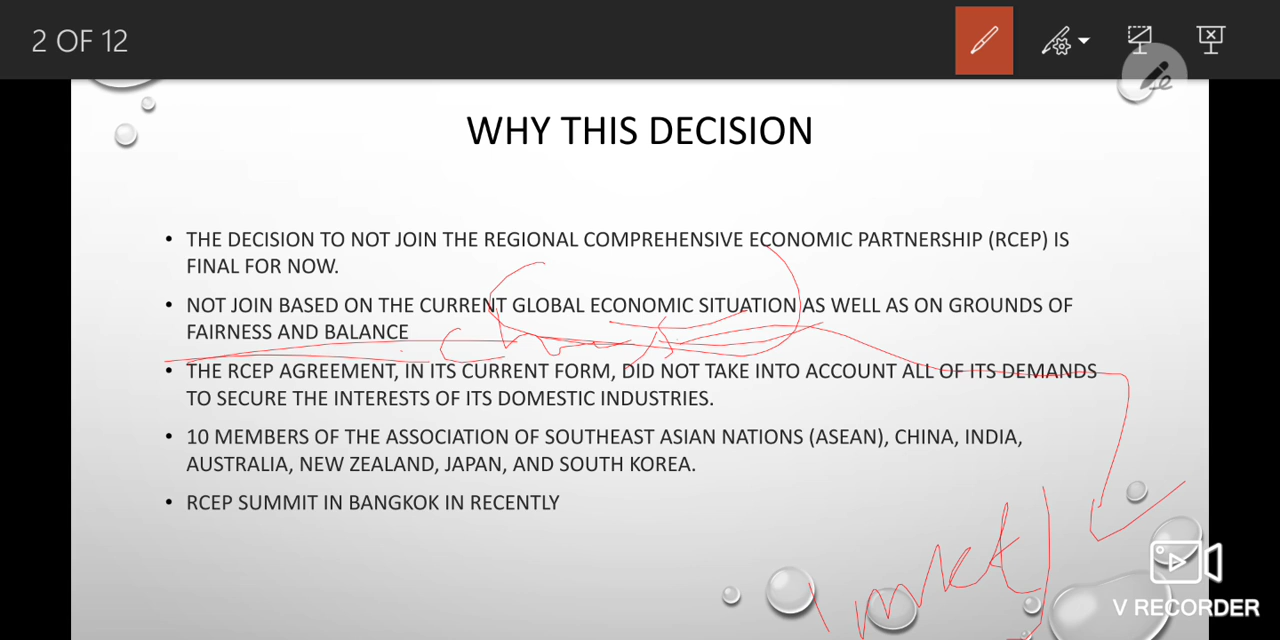 2 OF 12
WHY THIS DECISION
• THE DECISION TO NOT JOIN THE REGIONAL COMPREHENSIVE ECONOMIC PARTNERSHIP (RCEP) IS
FINAL FOR NOW.
• NOT JOIN BASED ON THE CURRENT GLOBAL ECONOMIC SITUATION AS WELL AS ON GROUNDS OF
FAIRNESS AND BALANCE
• THE RCEP AGREEMENT, IN ITS CURRENT FORM, DID NOT TAKE INTO ACCOUNT ALL OF ITS DEMANDS
TO SECURE THE INTERESTS OF ITS DOMESTIC INDUSTRIES.
• 10 MEMBERS OF THE ASSOCIATION OF SOUTHEAST ASIAN NATIONS (ASEAN), CHINA, INDIA,
AUSTRALIA, NEW ZEALAND, JAPAN, AND SOUTH KOREA.
• RCEP SUMMIT IN BANGKOK IN RECENTLY
V RECORDER